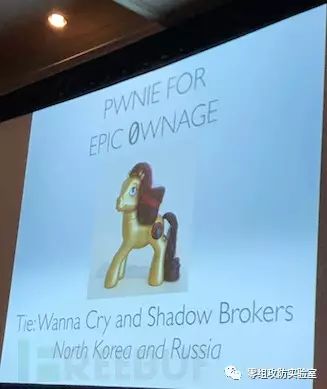 PWNIE FOR
EPIC 0WNAGE
Tie: Wanna Cry and Shadow Brokers
North Korea and Russia
FREEBUF
零组攻防实验室